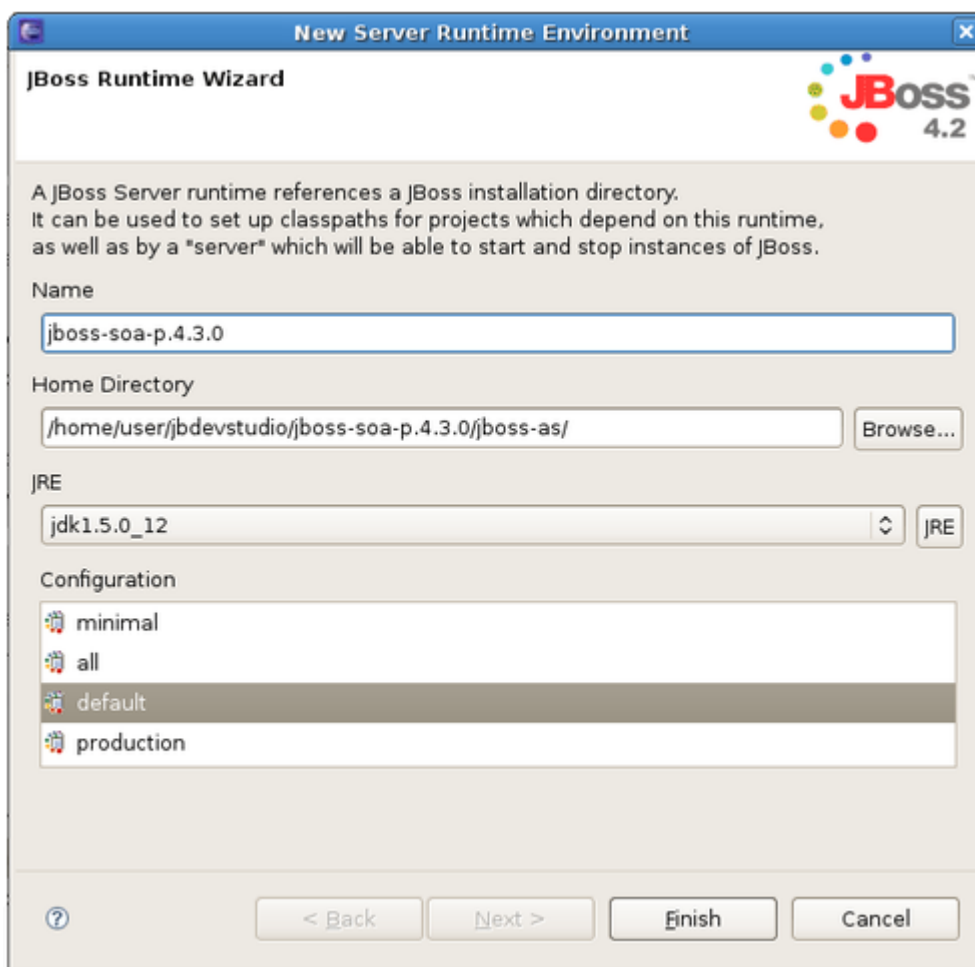 New Server Runtime Environment
JBoss Runtime Wizard
JBoss
4.2
A JBoss Server runtime references a JBoss installation directory.
It can be used to set up classpaths for projects which depend on this runtime,
as well as by a "server" which will be able to start and stop instances of JBoss.
Name
jboss-soa-p.4.3.0
Home Directory
/home/user/jbdevstudio/jboss-soa-p.4.3.0/jboss-as/ Browse...
JRE
jdk1.5.0_12 JRE
Configuration
minimal
all
default
production
< Back Next > Finish Cancel